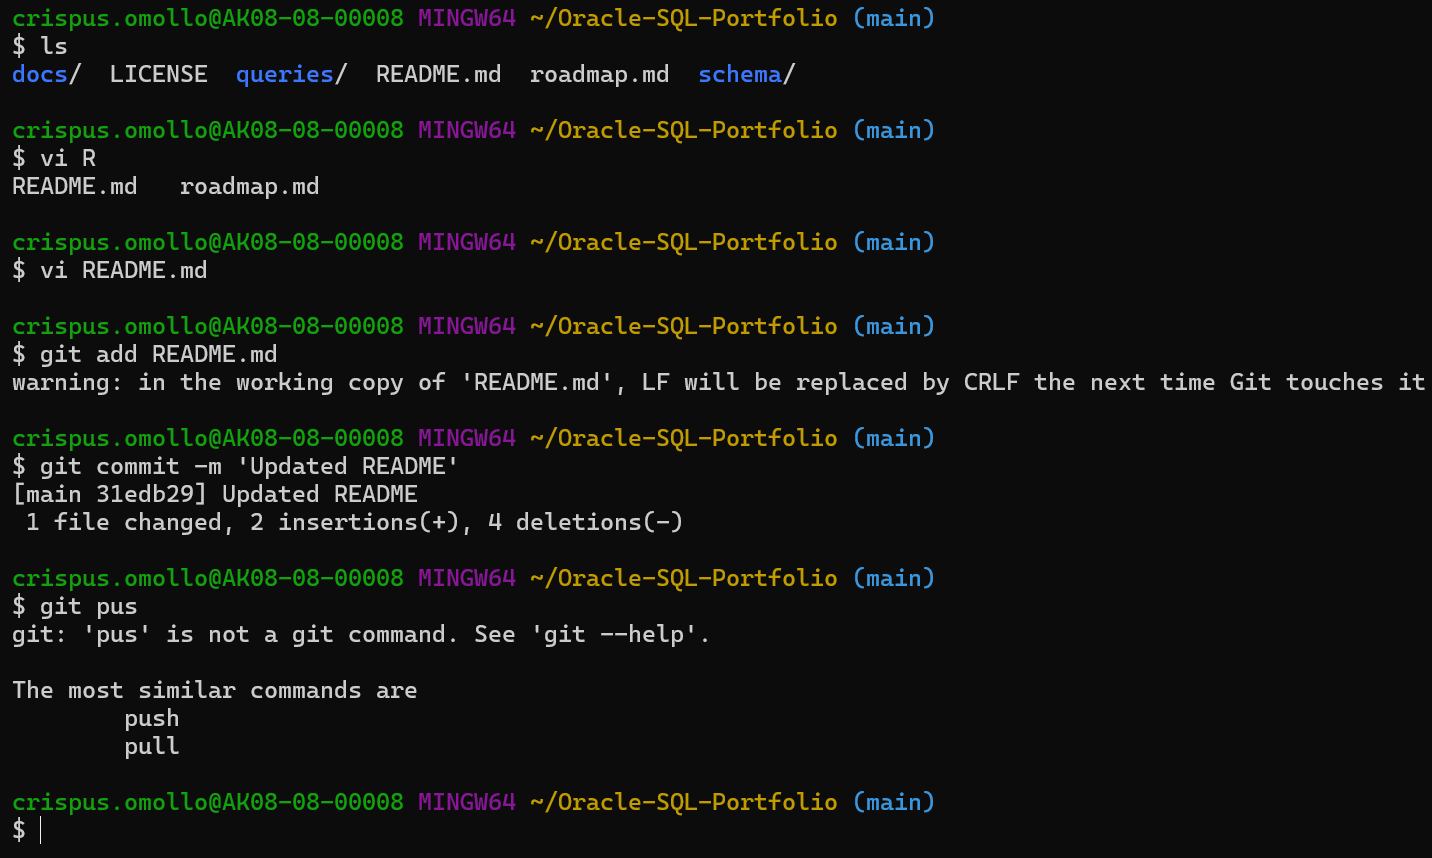 crispus.omollo@AK08-08-00008 MINGW64 ~/Oracle-SQL-Portfolio (main)
$ ls
docs/  LICENSE  queries/  README.md  roadmap.md  schema/
crispus.omollo@AK08-08-00008 MINGW64 ~/Oracle-SQL-Portfolio (main)
$ vi R
README.md   roadmap.md
crispus.omollo@AK08-08-00008 MINGW64 ~/Oracle-SQL-Portfolio (main)
$ vi README.md
crispus.omollo@AK08-08-00008 MINGW64 ~/Oracle-SQL-Portfolio (main)
$ git add README.md
warning: in the working copy of 'README.md', LF will be replaced by CRLF the next time Git touches it
crispus.omollo@AK08-08-00008 MINGW64 ~/Oracle-SQL-Portfolio (main)
$ git commit -m 'Updated README'
[main 31edb29] Updated README
 1 file changed, 2 insertions(+), 4 deletions(-)
crispus.omollo@AK08-08-00008 MINGW64 ~/Oracle-SQL-Portfolio (main)
$ git pus
git: 'pus' is not a git command. See 'git --help'.
The most similar commands are
        push
        pull
crispus.omollo@AK08-08-00008 MINGW64 ~/Oracle-SQL-Portfolio (main)
$